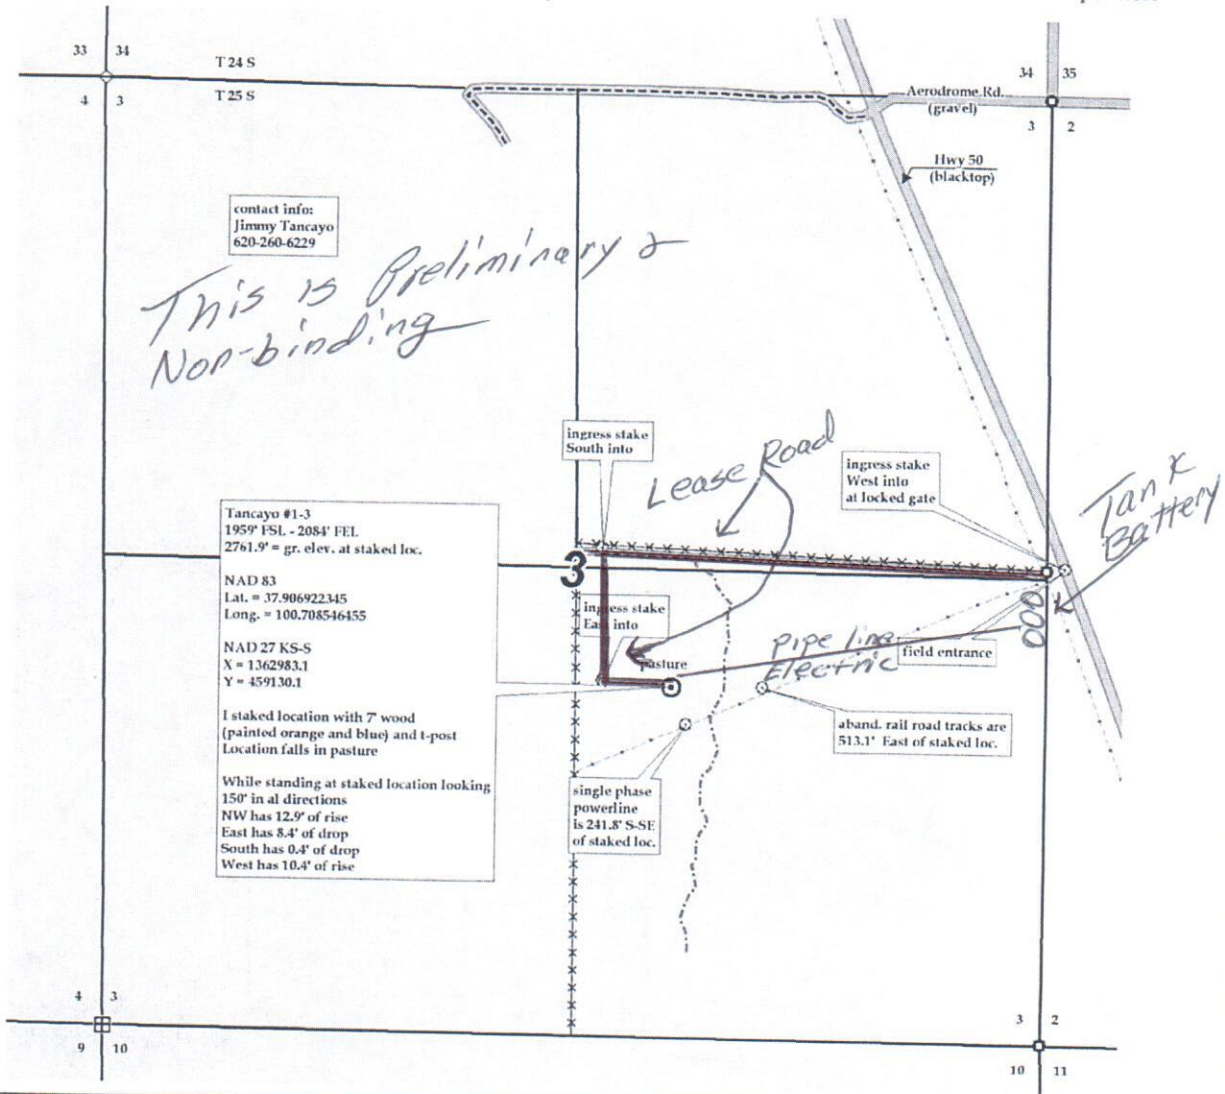 33 34
T 24 S
34 35
4 3
T 25 S
Aerodrome Rd.
(gravel)
3 2
Hwy 50
(blacktop)
contact info:
Jimmy Tancayo
620-260-6229
This is Preliminary &
Non-binding
ingress stake
South into
Lease Road
ingress stake
West into
at locked gate
Tank
Battery
Tancayo #1-3
1959' FSL - 2084' FEL
2761.9' = gr. elev. at staked loc.
NAD 83
Lat. = 37.906922345
Long. = 100.708546455
NAD 27 KS-S
X = 1362983.1
Y = 459130.1
I staked location with 7' wood
(painted orange and blue) and t-post
Location falls in pasture
While standing at staked location looking
150' in al directions
NW has 12.9' of rise
East has 8.4' of drop
South has 0.4' of drop
West has 10.4' of rise
3
ingress stake
East into
pasture
pipe line
Electric
field entrance
aband. rail road tracks are
513.1' East of staked loc.
single phase
powerline
is 241.8' S-SE
of staked loc.
4 3
9 10
3 2
10 11